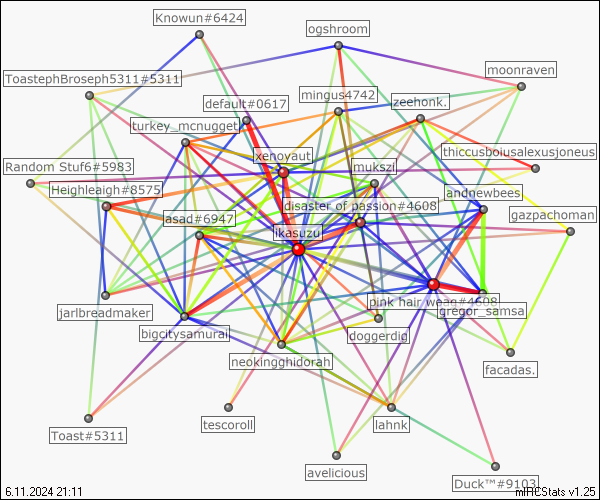 Knowun#6424
ogshroom
ToastephBroseph5311#5311
moonraven
mingus4742
default#0617
zeehonk.
turkey_ncnugget
thiccusboiusalexusjoneus
xenoyaut
Random Stuf6#5983
mukszi
Heighleaigh#8575
andnewbees
disaster of passion#4608
asad#6947
gazpachoman
ikasuzu
jarlbreadmaker
pink hair weag#4608
gregor_samsa
bigcitysamurai
doggerdig
neokingghidorah
facadas.
tescoroll
lahnk
Toast#5311
avelicious
Duck™#9103
6.11.2024 21:11
mIRCStats v1.25